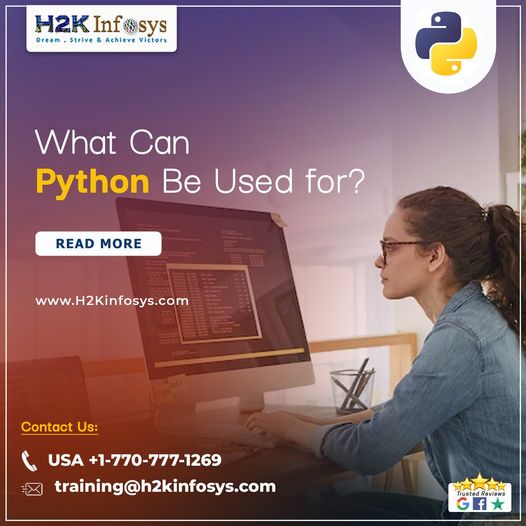 H2K Infosys
Dream , Strive & Achieve Victors
What Can
Python Be Used for?
READ MORE
www.H2Kinfosys.com
Contact Us:
USA +1-770-777-1269
training@h2kinfosys.com
Trusted Reviews
G f